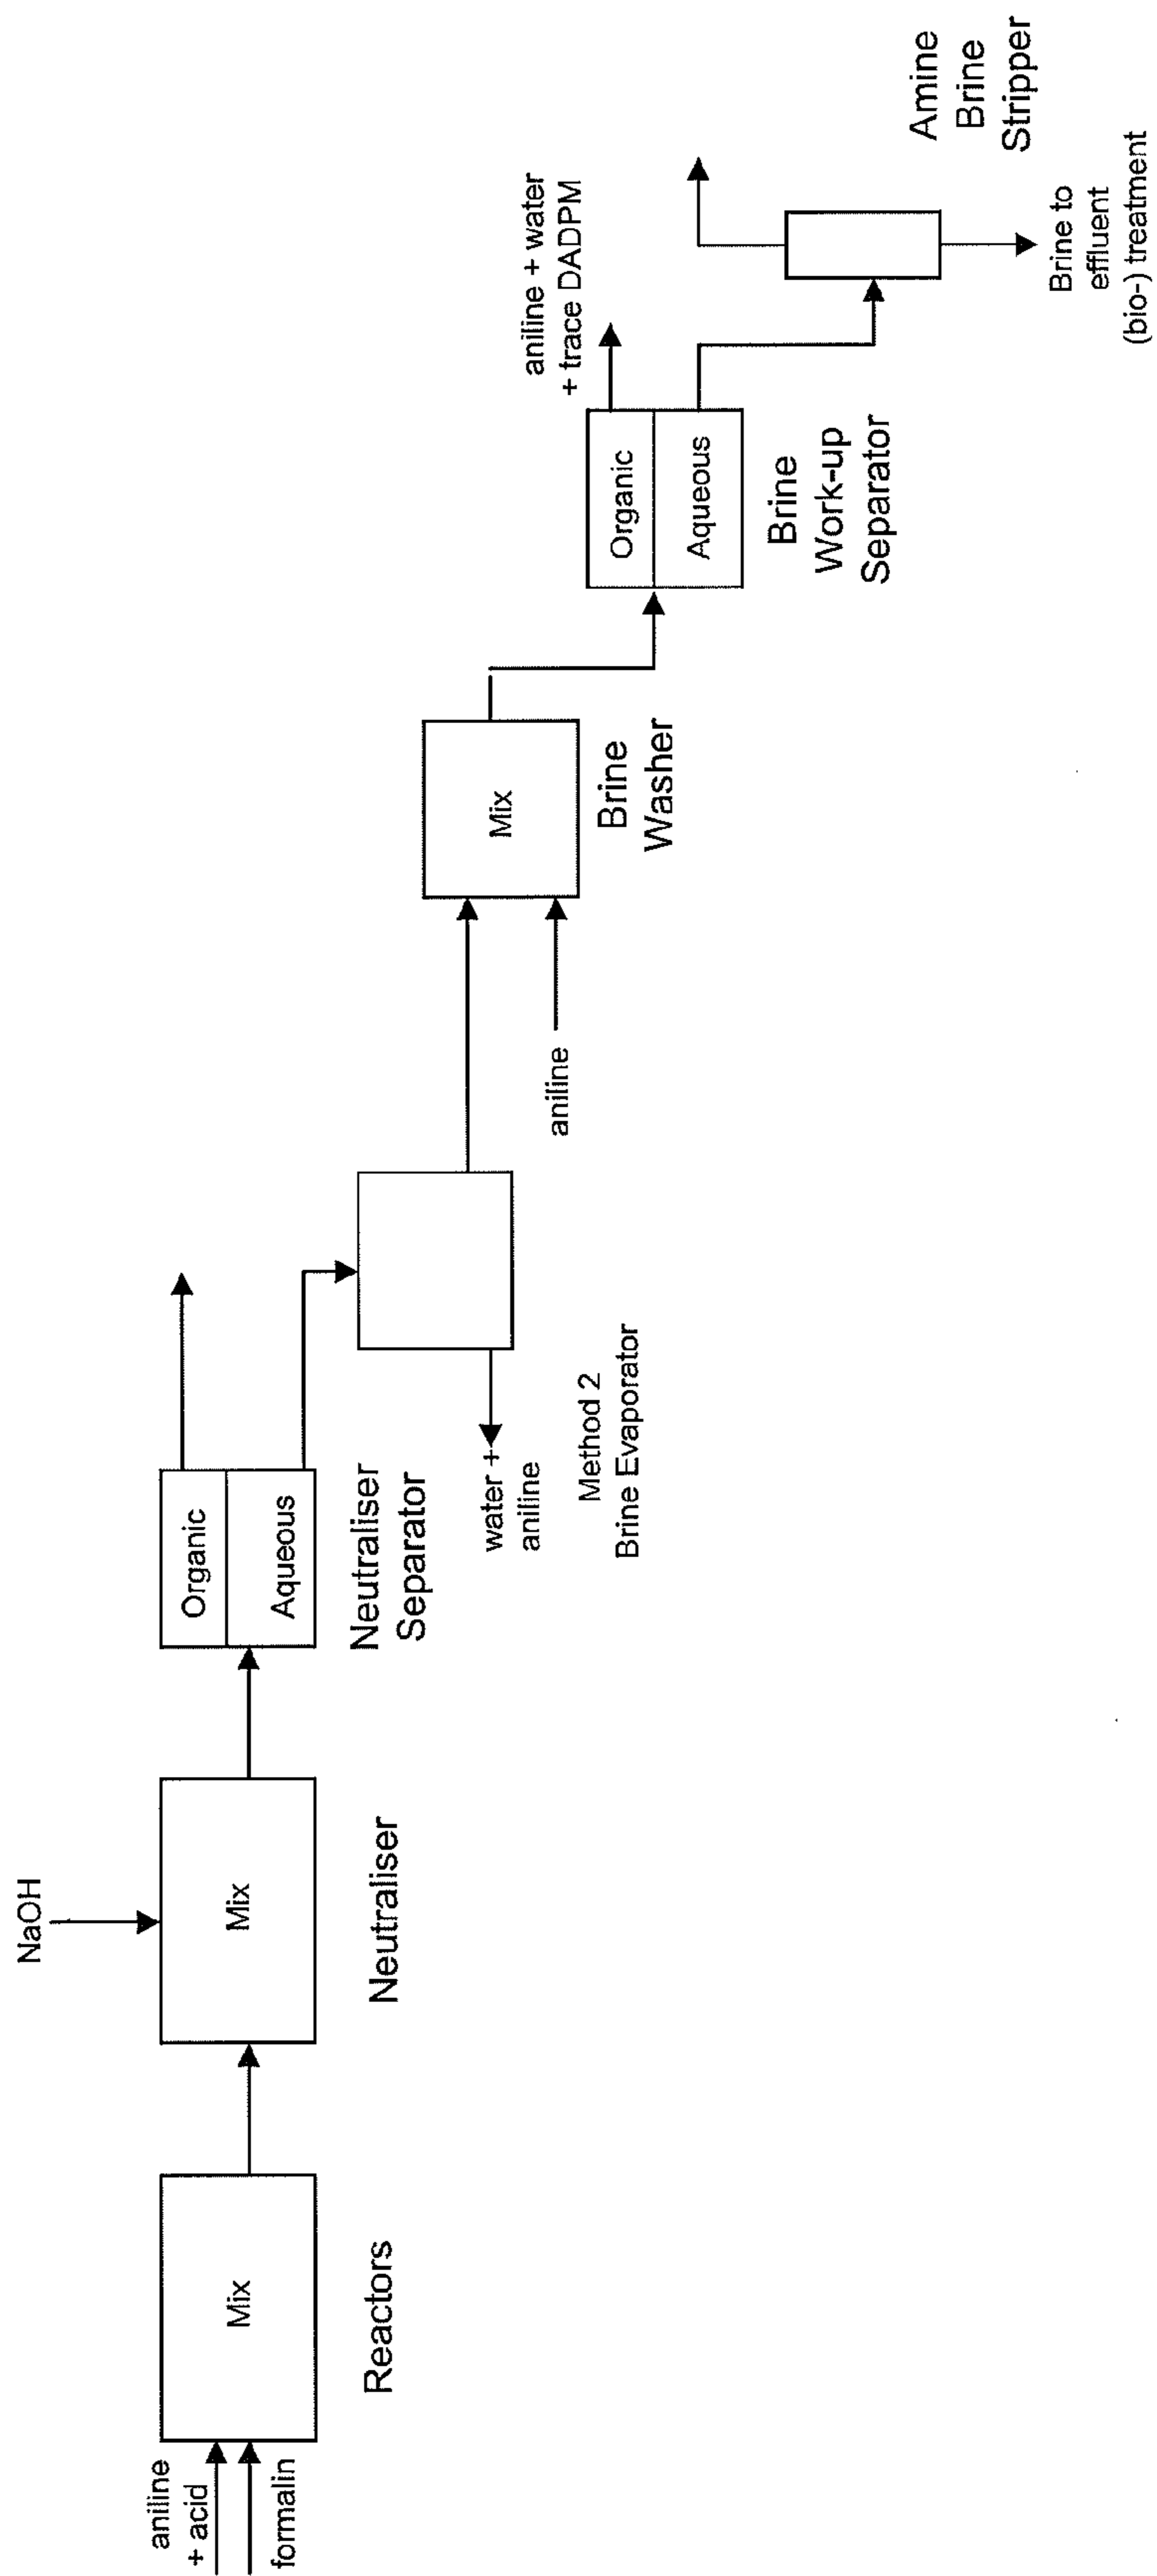 aniline
+ acid
formalin
Mix
Reactors
NaOH
Mix
Neutraliser
Organic
Aqueous
Neutraliser
Separator
water +
aniline
Method 2
Brine Evaporator
aniline
Mix
Brine
Washer
Organic
Aqueous
Brine
Work-up
Separator
aniline + water
+ trace DADPM
Amine
Brine
Stripper
Brine to
effluent
(bio-) treatment